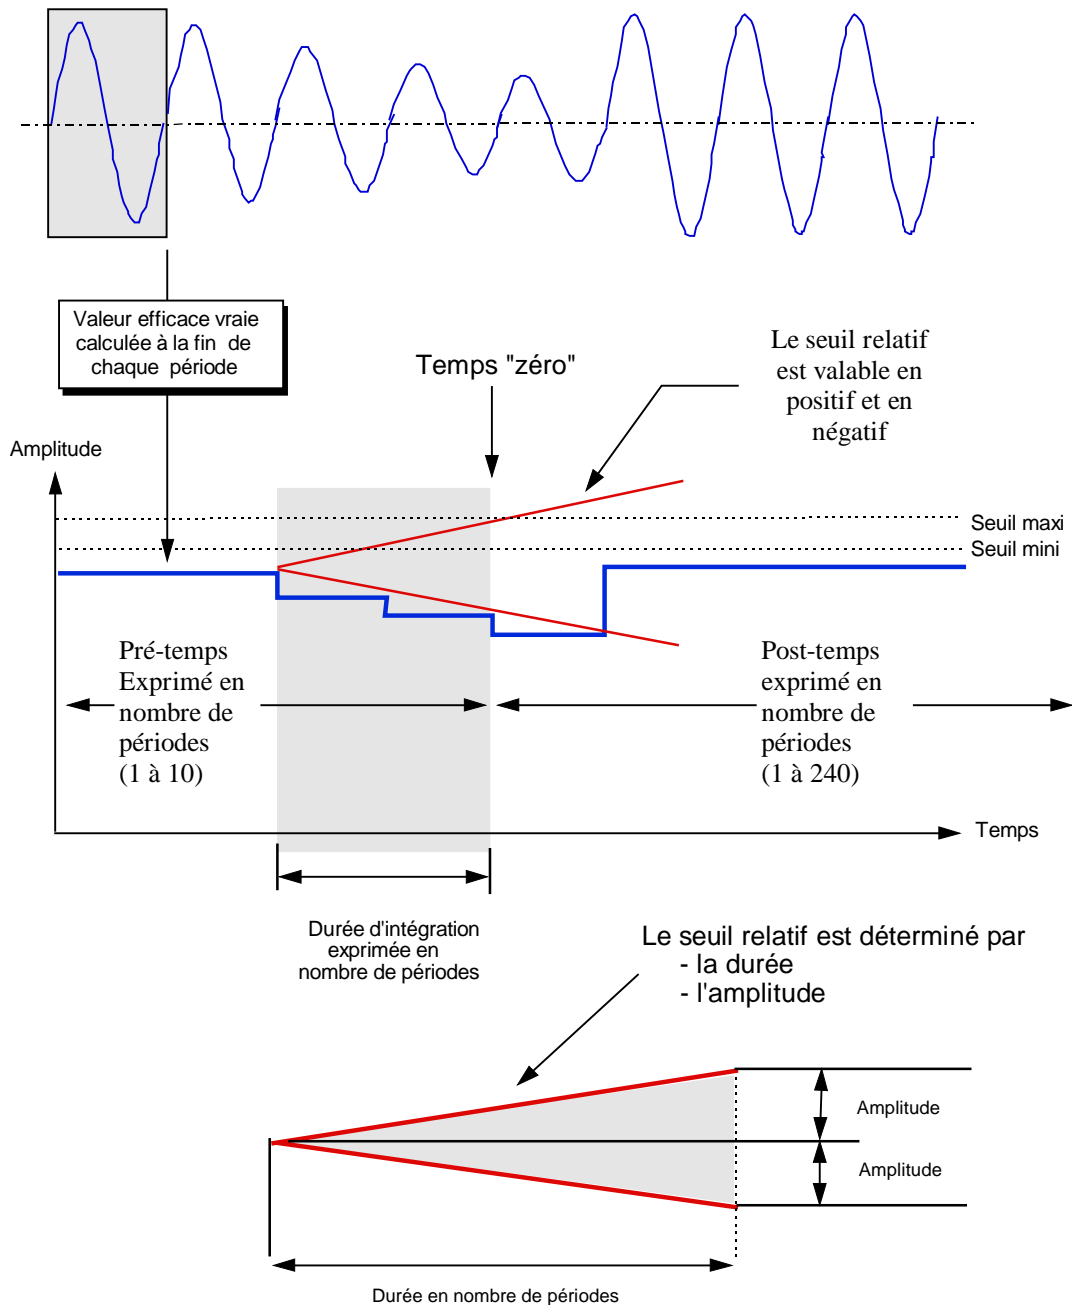 Valeur efficace vraie
calculée à la fin de
chaque période
Temps "zéro"
Le seuil relatif
est valable en
positif et en
négatif
Amplitude
Seuil maxi
Seuil mini
Pré-temps
Exprimé en
nombre de
périodes
(1 à 10)
Post-temps
exprimé en
nombre de
périodes
(1 à 240)
Temps
Durée d'intégration
exprimée en
nombre de périodes
Le seuil relatif est déterminé par
- la durée
- l'amplitude
Amplitude
Amplitude
Durée en nombre de périodes